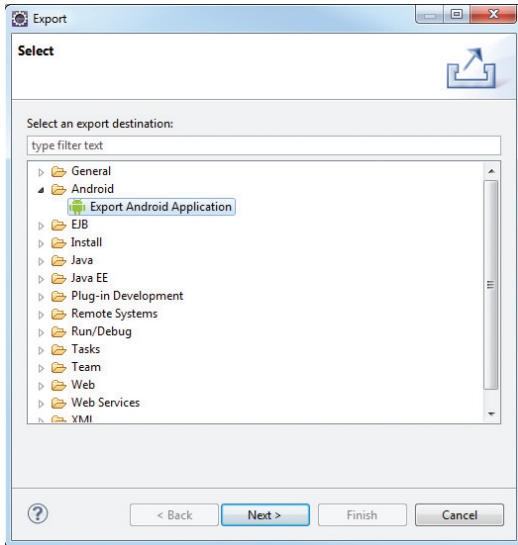 Export
Select
Select an export destination:
type filter text
General
Android
Export Android Application
EJB
Install
Java
Java EE
Plug-in Development
Remote Systems
Run/Debug
Tasks
Team
Web
Web Services
XML
< Back Next > Finish Cancel